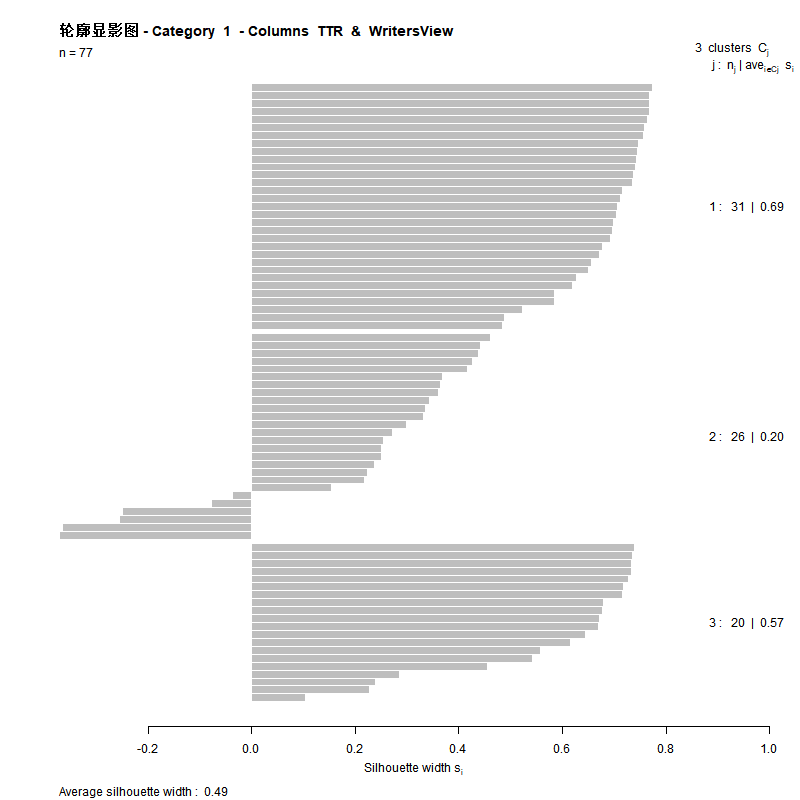 轮廓显影图 - Category 1 - Columns TTR & WritersView
n = 77
3 clusters Cj
j : nj | avei∈Cj si
1 : 31 | 0.69
2 : 26 | 0.20
3 : 20 | 0.57
-0.2 0.0 0.2 0.4 0.6 0.8 1.0
Silhouette width si
Average silhouette width : 0.49